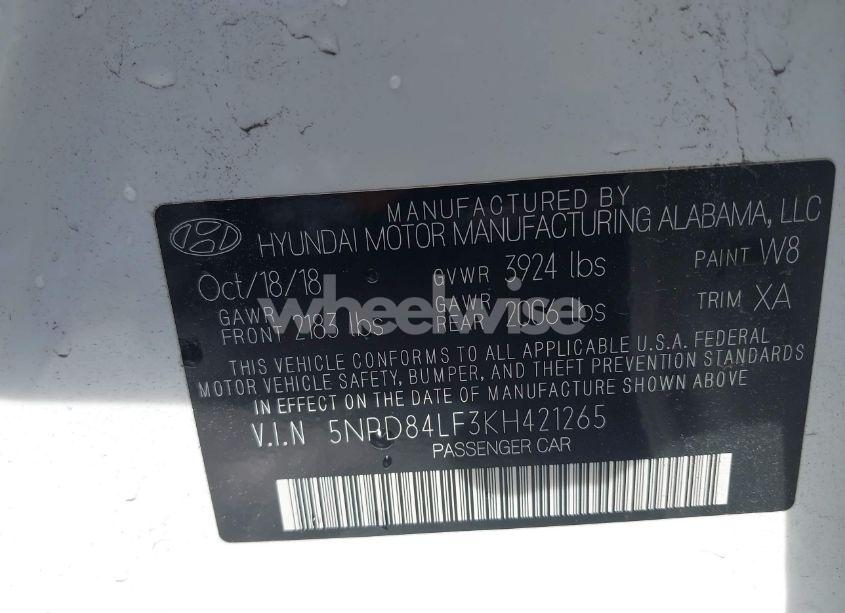 MANUFACTURED BY
HYUNDAI MOTOR MANUFACTURING ALABAMA, LLC
Oct/18/18 GVWR 3924 lbs PAINT W8
GAWR FRONT 2183 lbs GAWR REAR 2006 lbs TRIM XA
wheelwise
THIS VEHICLE CONFORMS TO ALL APPLICABLE U.S.A. FEDERAL
MOTOR VEHICLE SAFETY, BUMPER, AND THEFT PREVENTION STANDARDS
IN EFFECT ON THE DATE OF MANUFACTURE SHOWN ABOVE
V.I.N 5NPD84LF3KH421265
PASSENGER CAR